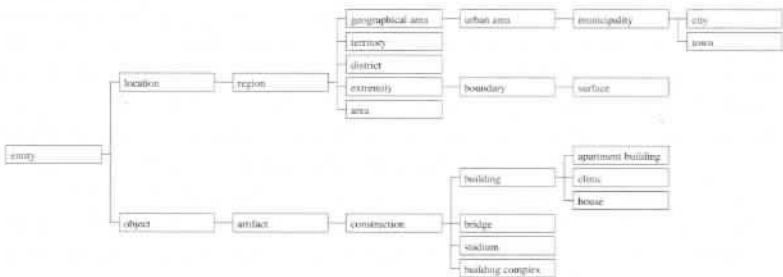 geographical area urban area municipality city
territory town
district
location region extremity boundary surface
area
entity
apartment building
building clinic
house
object artifact construction bridge
stadium
building complex